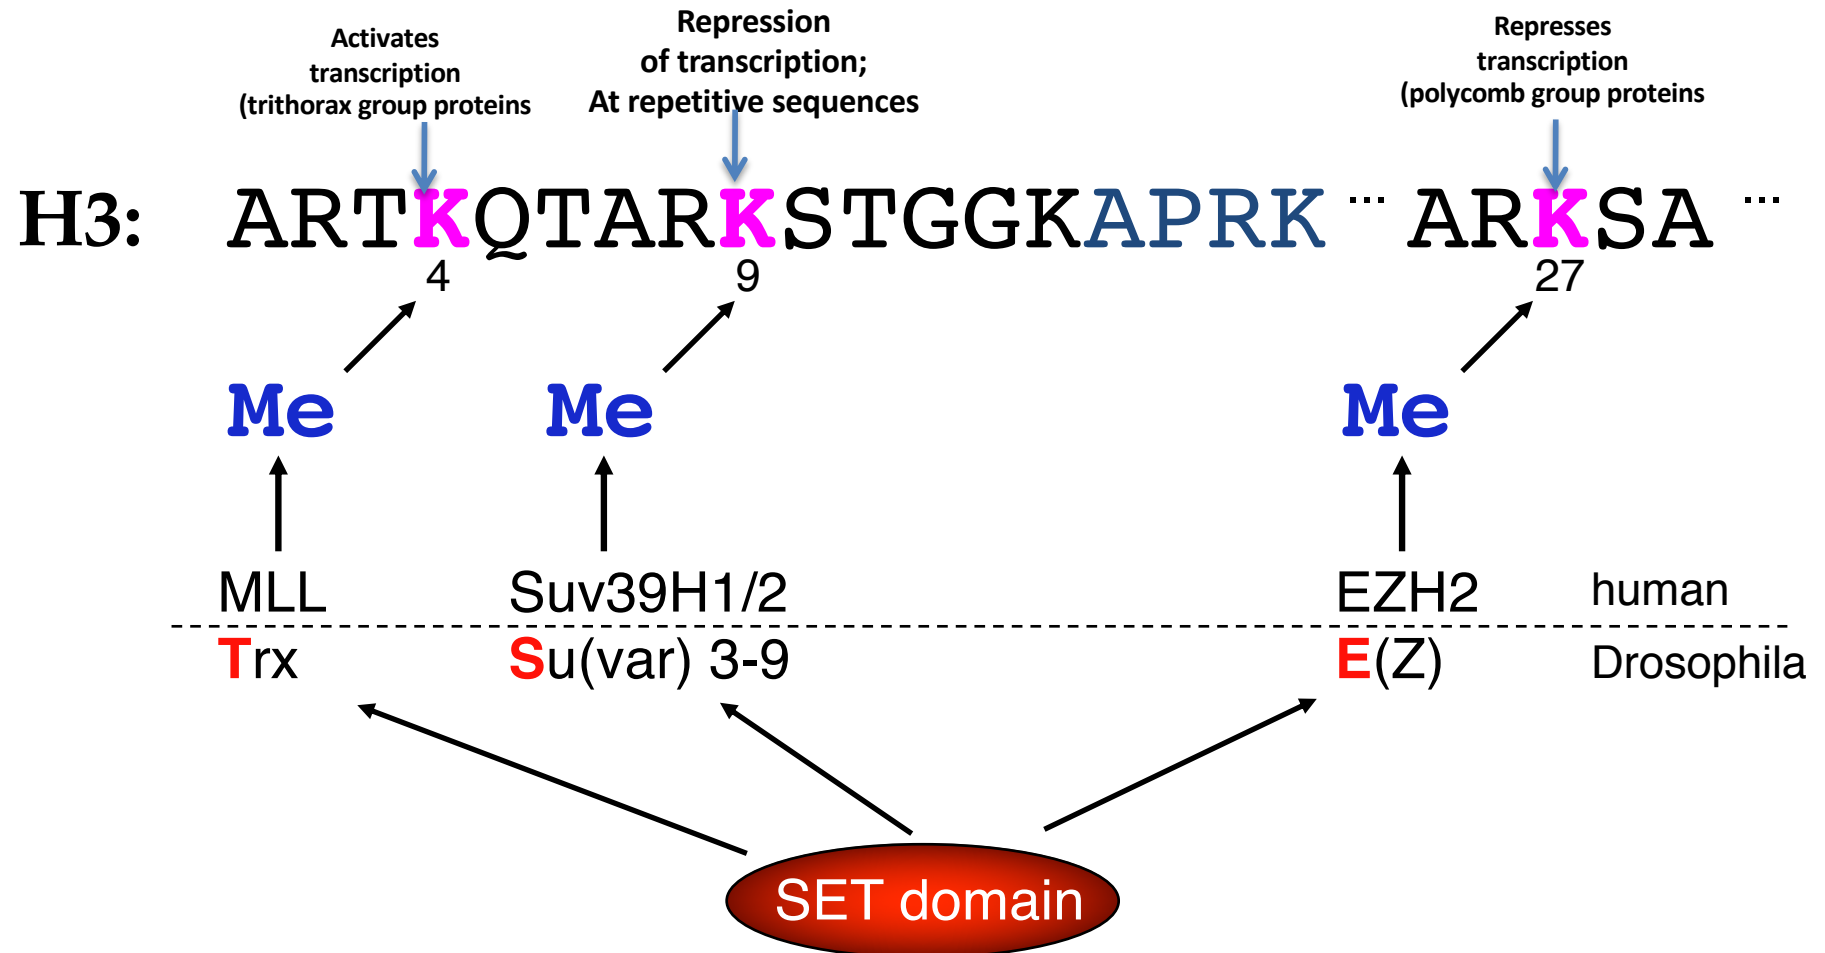 Activates
transcription
(trithorax group proteins
Repression
of transcription;
At repetitive sequences
Represses
transcription
(polycomb group proteins
H3: ARTKQTARKSTGGKAPRK ... ARKSA ...
4 9 27
Me Me Me
MLL Suv39H1/2 EZH2 human
Trx Su(var) 3-9 E(Z) Drosophila
SET domain